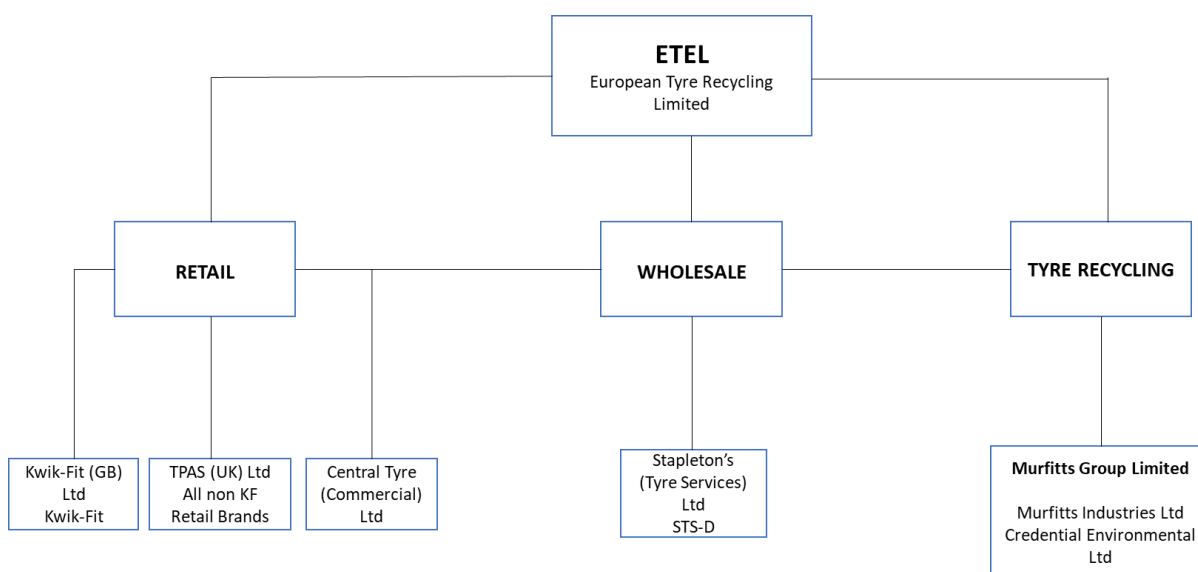 ETEL
European Tyre Recycling
Limited
RETAIL
WHOLESALE
TYRE RECYCLING
Kwik-Fit (GB)
Ltd
Kwik-Fit
TPAS (UK) Ltd
All non KF
Retail Brands
Central Tyre
(Commercial)
Ltd
Stapleton’s
(Tyre Services)
Ltd
STS-D
Murfitts Group Limited
Murfitts Industries Ltd
Credential Environmental
Ltd